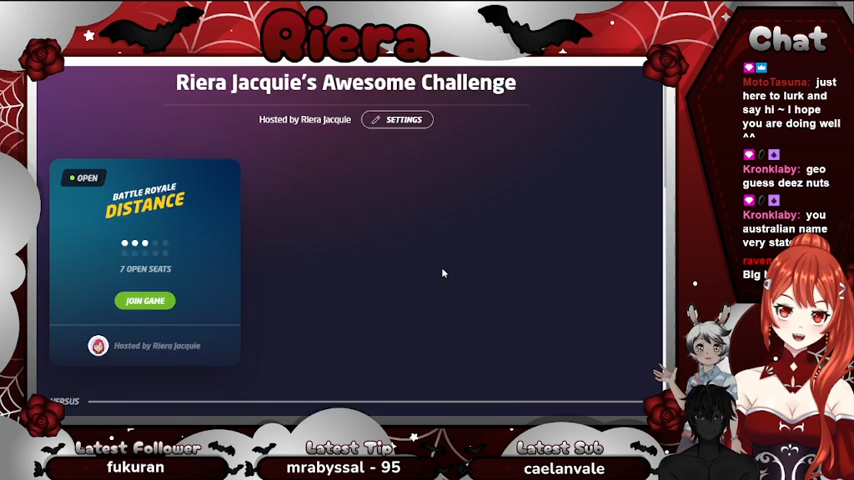 Riera
Chat
Riera Jacquie's Awesome Challenge
Hosted by Riera Jacquie
SETTINGS
OPEN
BATTLE ROYALE
DISTANCE
7 OPEN SEATS
JOIN GAME
Hosted by Riera Jacquie
VERSUS
MotoTasuna: just
here to lurk and
say hi ~ I hope
you are doing well
^^
Kronklaby: geo
guess deez nuts
Kronklaby: you
australian name
very
Big
Latest Follower
fukuran
Latest Tip
mrabyssal - 95
Latest Sub
caelanvale